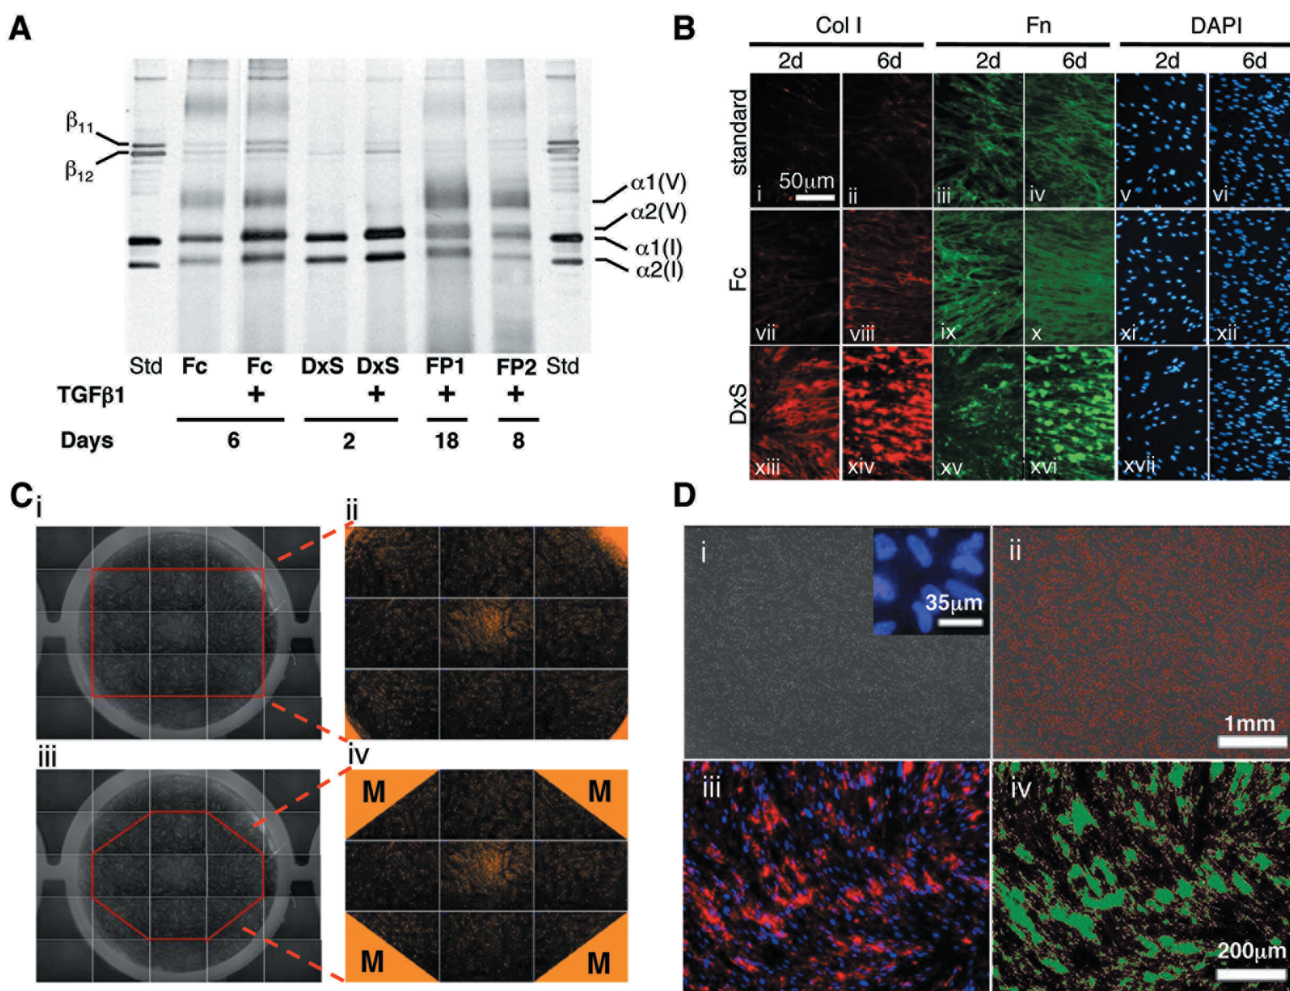 A
β11
β12
α1(V)
α2(V)
α1(I)
α2(I)
Std Fc Fc DxS DxS FP1 FP2 Std
TGFβ1 + + + +
Days 6 2 18 8
B
Col I Fn DAPI
2d 6d 2d 6d 2d 6d
standard
50μm
i ii iii iv v vi
Fc
vii viii ix x xi xii
DxS
xiii xiv xv xvi xvii
C
i ii
iii iv
M M
M M
D
i ii
35μm
1mm
iii iv
200μm